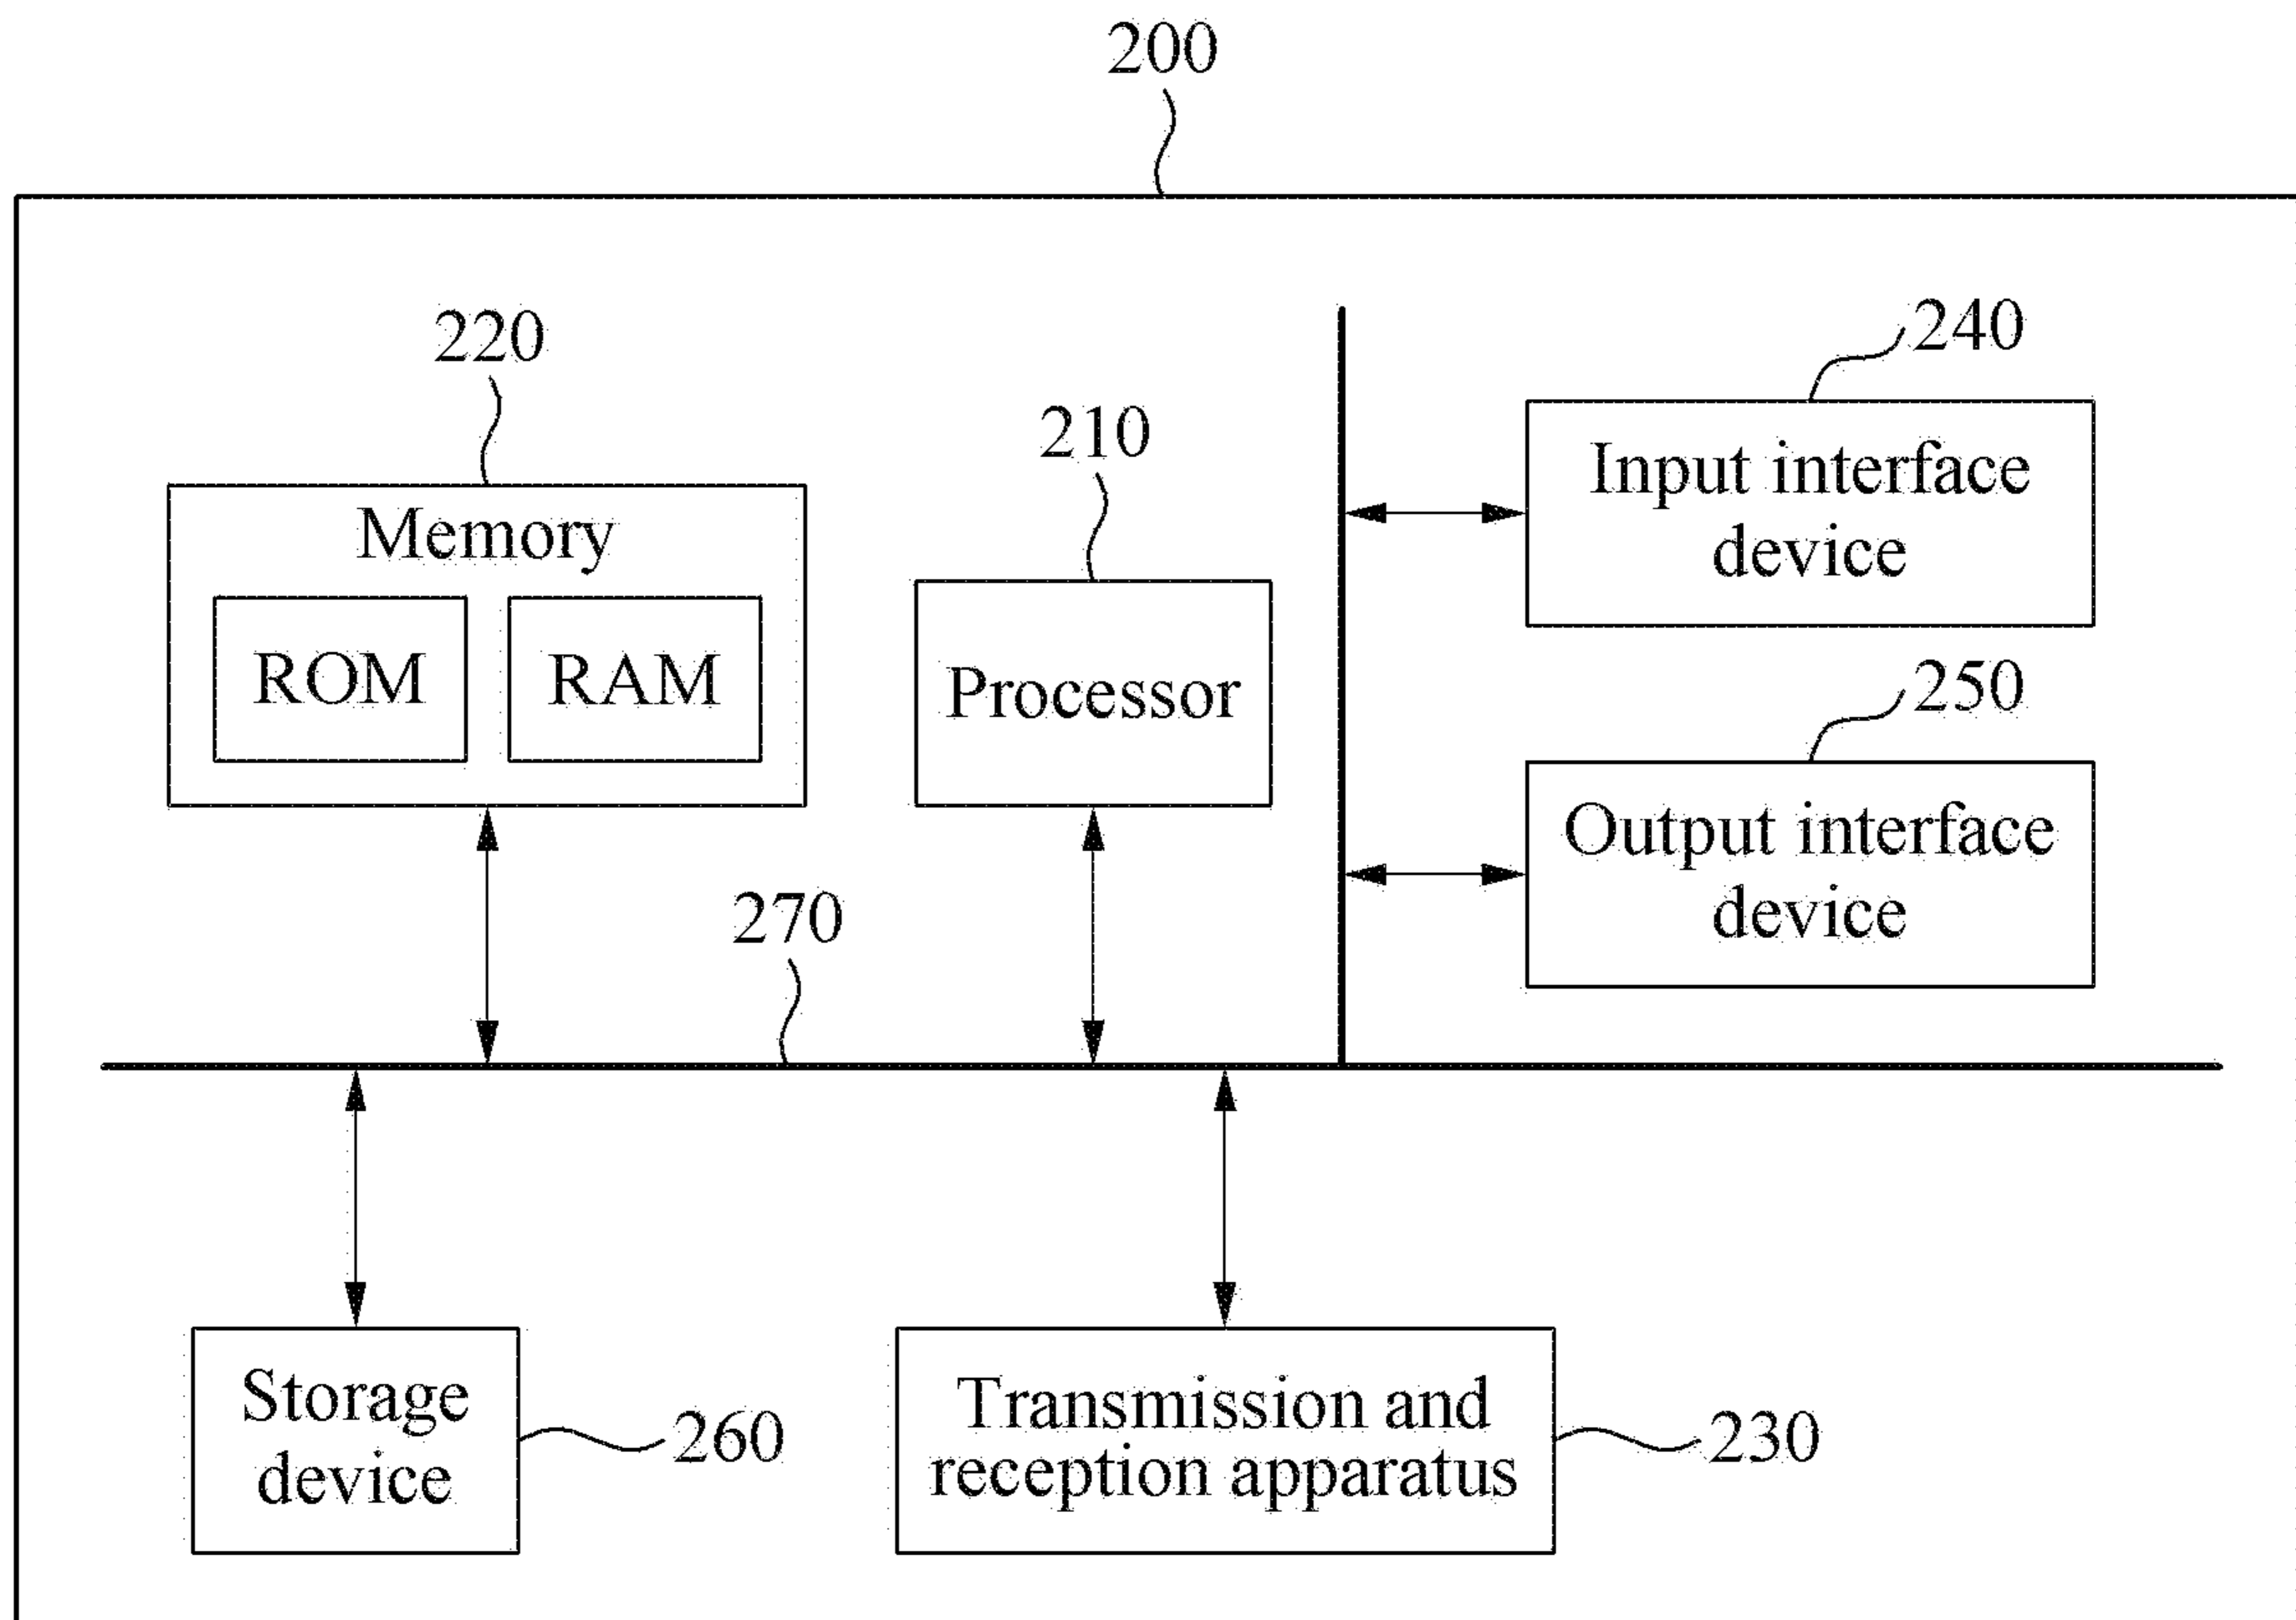 200
220
Memory
ROM
RAM
210
Processor
240
Input interface
device
250
Output interface
device
270
Storage
device
260
Transmission and
reception apparatus
230